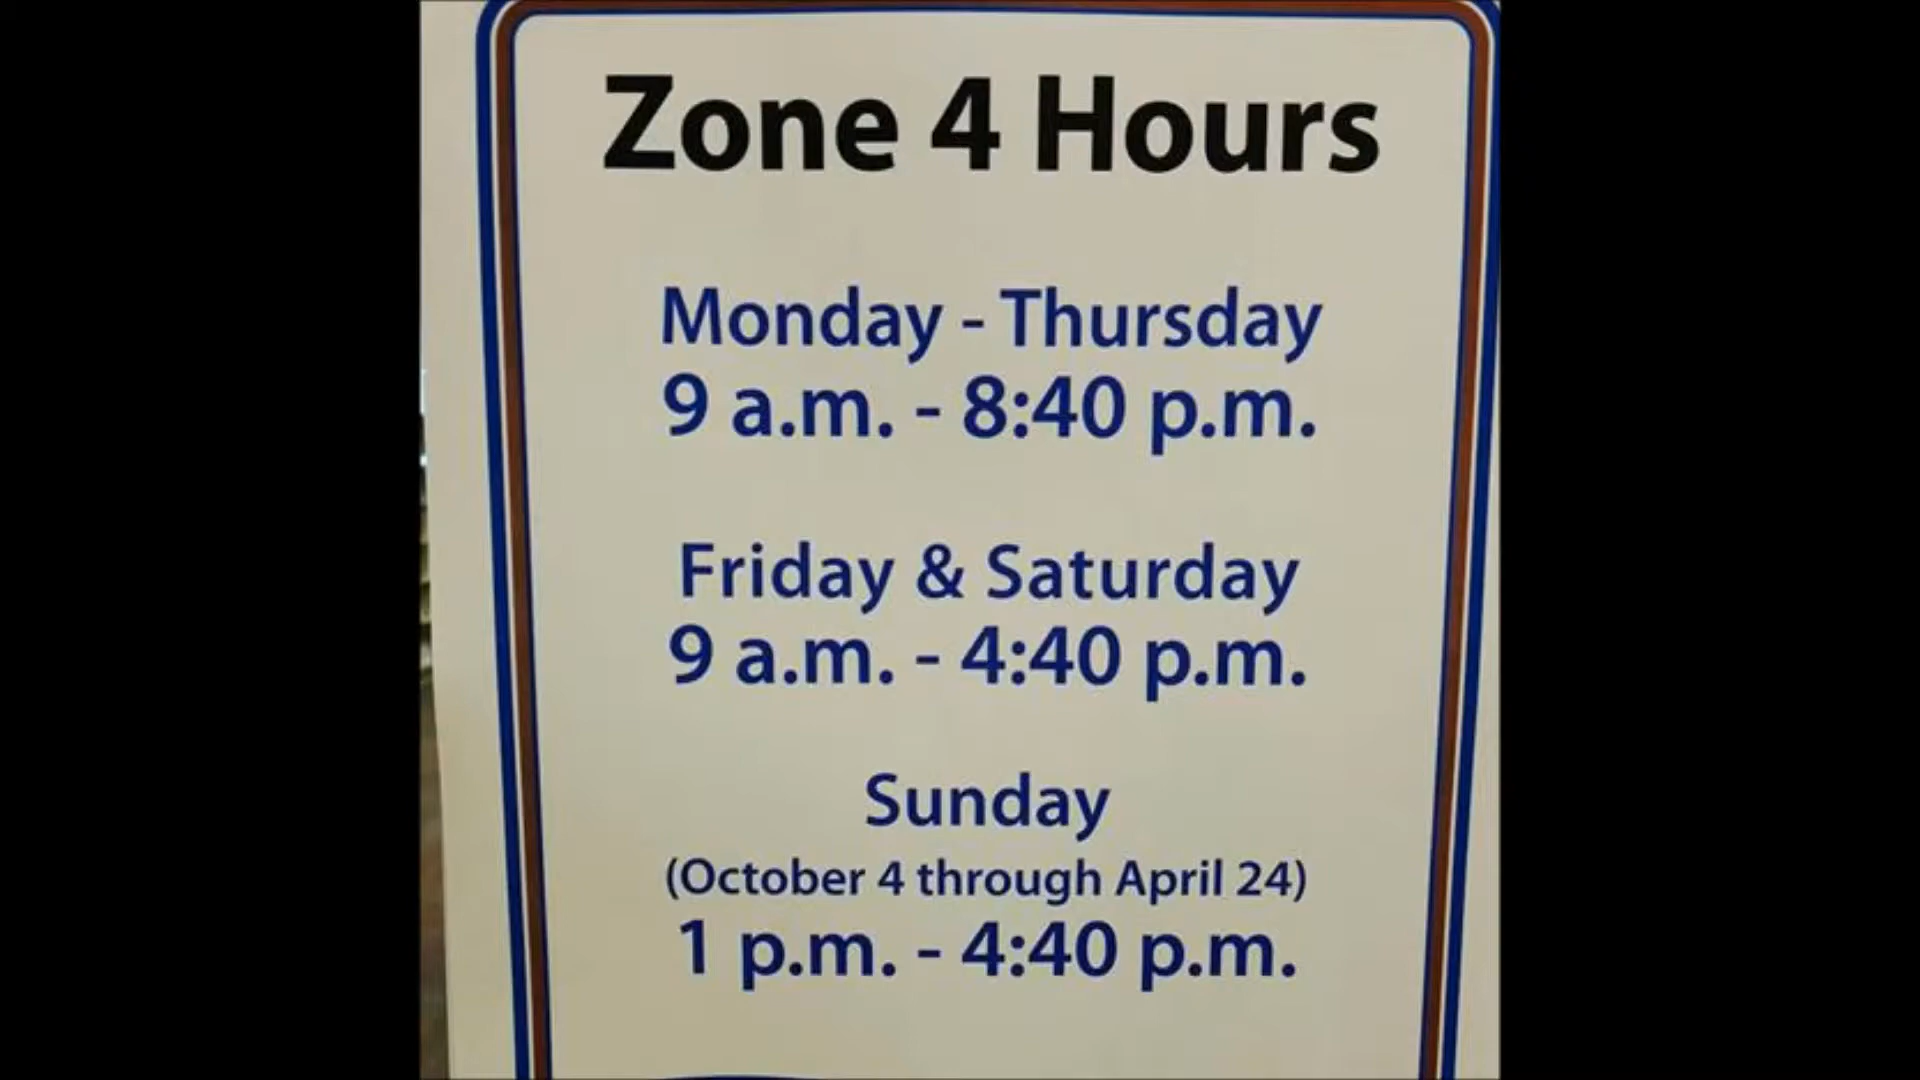 Zone 4 Hours
Monday - Thursday
9 a.m. - 8:40 p.m.
Friday & Saturday
9 a.m. - 4:40 p.m.
Sunday
(October 4 through April 24)
1 p.m. - 4:40 p.m.